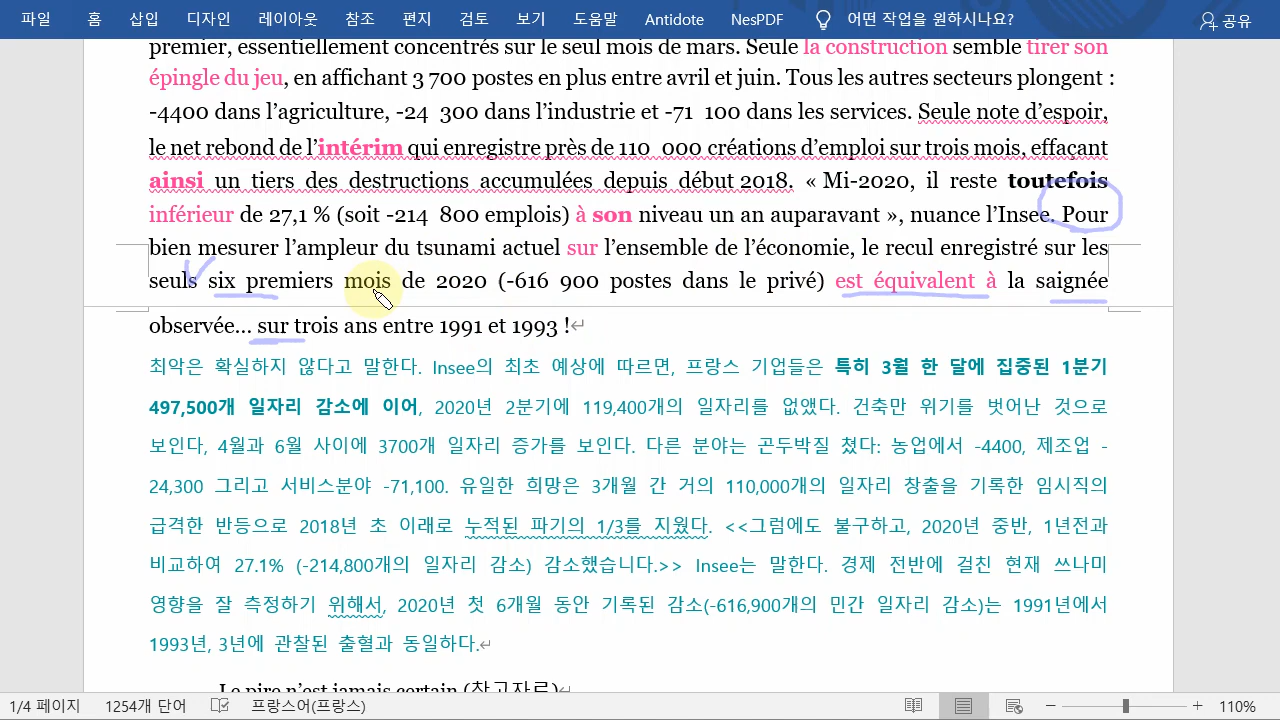 파일 홈 삽입 디자인 레이아웃 참조 편지 검토 보기 도움말 Antidote NesPDF 어떤 작업을 원하시나요? 공유
premier, essentiellement concentrés sur le seul mois de mars. Seule la construction semble tirer son
épingle du jeu, en affichant 3 700 postes en plus entre avril et juin. Tous les autres secteurs plongent :
-4400 dans l’agriculture, -24 300 dans l’industrie et -71 100 dans les services. Seule note d’espoir,
le net rebond de l’intérim qui enregistre près de 110 000 créations d’emploi sur trois mois, effaçant
ainsi un tiers des destructions accumulées depuis début 2018. « Mi-2020, il reste toutefois
inférieur de 27,1 % (soit -214 800 emplois) à son niveau un an auparavant », nuance l’Insee. Pour
bien mesurer l’ampleur du tsunami actuel sur l’ensemble de l’économie, le recul enregistré sur les
seuls six premiers mois de 2020 (-616 900 postes dans le privé) est équivalent à la saignée
observée… sur trois ans entre 1991 et 1993 !
최악은 확실하지 않다고 말한다. Insee의 최초 예상에 따르면, 프랑스 기업들은 특히 3월 한 달에 집중된 1분기
497,500개 일자리 감소에 이어, 2020년 2분기에 119,400개의 일자리를 없앴다. 건축만 위기를 벗어난 것으로
보인다, 4월과 6월 사이에 3700개 일자리 증가를 보인다. 다른 분야는 곤두박질 쳤다: 농업에서 -4400, 제조업 -
24,300 그리고 서비스분야 -71,100. 유일한 희망은 3개월 간 거의 110,000개의 일자리 창출을 기록한 임시직의
급격한 반등으로 2018년 초 이래로 누적된 파기의 1/3를 지웠다. <<그럼에도 불구하고, 2020년 중반, 1년전과
비교하여 27.1% (-214,800개의 일자리 감소) 감소했습니다.>> Insee는 말한다. 경제 전반에 걸친 현재 쓰나미
영향을 잘 측정하기 위해서, 2020년 첫 6개월 동안 기록된 감소(-616,900개의 민간 일자리 감소)는 1991년에서
1993년, 3년에 관찰된 출혈과 동일하다.
Le pire n’est jamais certain (참고자료)
1/4 페이지 1254개 단어 프랑스어(프랑스) 110%